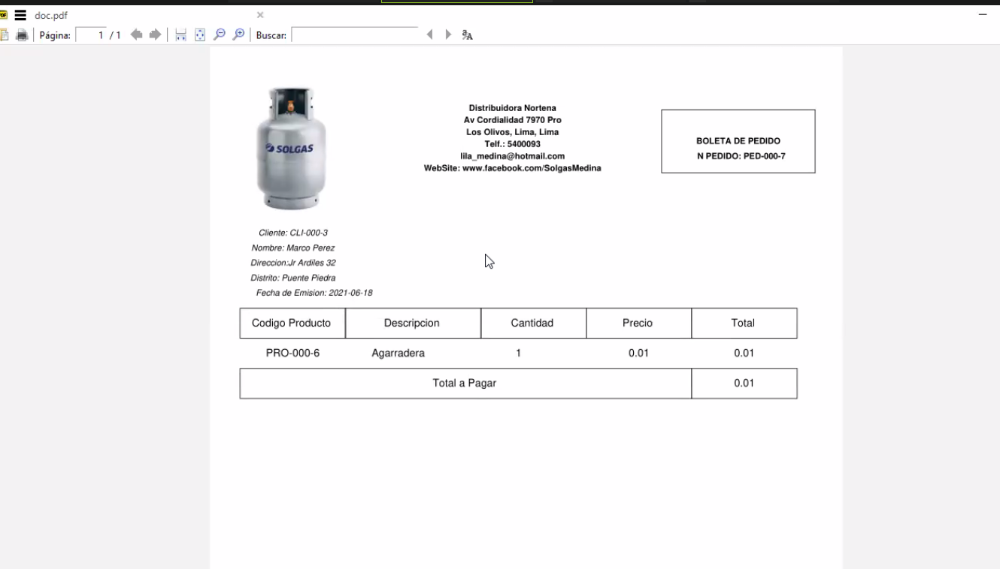 doc.pdf
Página: 1 / 1 Buscar:
SOLGAS
Distribuidora Nortena
Av Cordialidad 7970 Pro
Los Olivos, Lima, Lima
Telf.: 5400093
lila_medina@hotmail.com
WebSite: www.facebook.com/SolgasMedina
BOLETA DE PEDIDO
N PEDIDO: PED-000-7
Cliente: CLI-000-3
Nombre: Marco Perez
Direccion:Jr Ardiles 32
Distrito: Puente Piedra
Fecha de Emision: 2021-06-18
Codigo Producto Descripcion Cantidad Precio Total
PRO-000-6 Agarradera 1 0.01 0.01
Total a Pagar 0.01